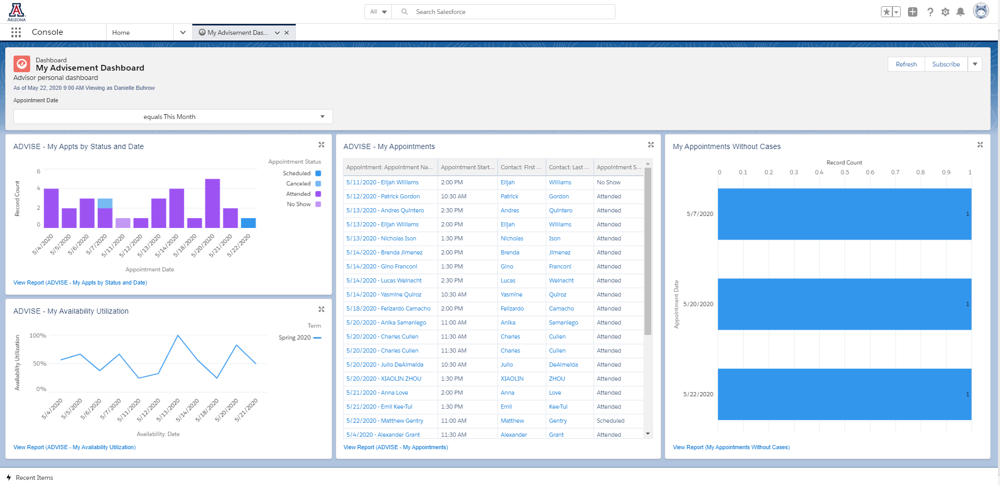 ARIZONA
All
Search Salesforce
Console
Home
My Advisement Das...
Dashboard
My Advisement Dashboard
Advisor personal dashboard
As of May 22, 2020 9:00 AM·Viewing as Danielle Buhrow
Refresh
Subscribe
Appointment Date
equals This Month
ADVISE - My Appts by Status and Date
Appointment Status
Scheduled
Canceled
Attended
No Show
Record Count
6
4
2
0
5/4/2020
5/5/2020
5/6/2020
5/7/2020
5/11/2020
5/12/2020
5/13/2020
5/14/2020
5/18/2020
5/20/2020
5/21/2020
5/22/2020
Appointment Date
View Report (ADVISE - My Appts by Status and Date)
ADVISE - My Availability Utilization
Term
Spring 2020
Availability Utilization
100%
50%
0%
5/4/2020
5/5/2020
5/6/2020
5/7/2020
5/11/2020
5/12/2020
5/13/2020
5/14/2020
5/18/2020
5/20/2020
5/21/2020
Availability: Date
View Report (ADVISE - My Availability Utilization)
ADVISE - My Appointments
Appointment: Appointment Na... Appointment Start... Contact: First ... Contact: Last ... Appointment S...
5/11/2020 - Elijah Williams 2:00 PM Elijah Williams No Show
5/12/2020 - Patrick Gordon 10:30 AM Patrick Gordon Attended
5/13/2020 - Andres Quintero 2:30 PM Andres Quintero Attended
5/13/2020 - Elijah Williams 2:00 PM Elijah Williams Attended
5/13/2020 - Nicholas Ison 1:30 PM Nicholas Ison Attended
5/14/2020 - Brenda Jimenez 2:00 PM Brenda Jimenez Attended
5/14/2020 - Gino Franconi 1:30 PM Gino Franconi Attended
5/14/2020 - Lucas Weinacht 2:30 PM Lucas Weinacht Attended
5/14/2020 - Yasmine Quiroz 10:30 AM Yasmine Quiroz Attended
5/18/2020 - Felizardo Camacho 2:00 PM Felizardo Camacho Attended
5/20/2020 - Anika Samaniego 11:00 AM Anika Samaniego Attended
5/20/2020 - Charles Cullen 11:30 AM Charles Cullen Attended
5/20/2020 - Charles Cullen 11:30 AM Charles Cullen Attended
5/20/2020 - Julio DeAlmeida 10:30 AM Julio DeAlmeida Attended
5/20/2020 - XIAOLIN ZHOU 1:30 PM XIAOLIN ZHOU Attended
5/21/2020 - Anna Love 2:00 PM Anna Love Attended
5/21/2020 - Emil Kee-Tui 1:30 PM Emil Kee-Tui Attended
5/22/2020 - Matthew Gentry 11:00 AM Matthew Gentry Scheduled
5/4/2020 - Alexander Grant 11:30 AM Alexander Grant Attended
View Report (ADVISE - My Appointments)
My Appointments Without Cases
Record Count
0 0.1 0.2 0.3 0.4 0.5 0.6 0.7 0.8 0.9 1
Appointment Date
5/7/2020 1
5/20/2020 1
5/22/2020 1
View Report (My Appointments Without Cases)
Recent Items